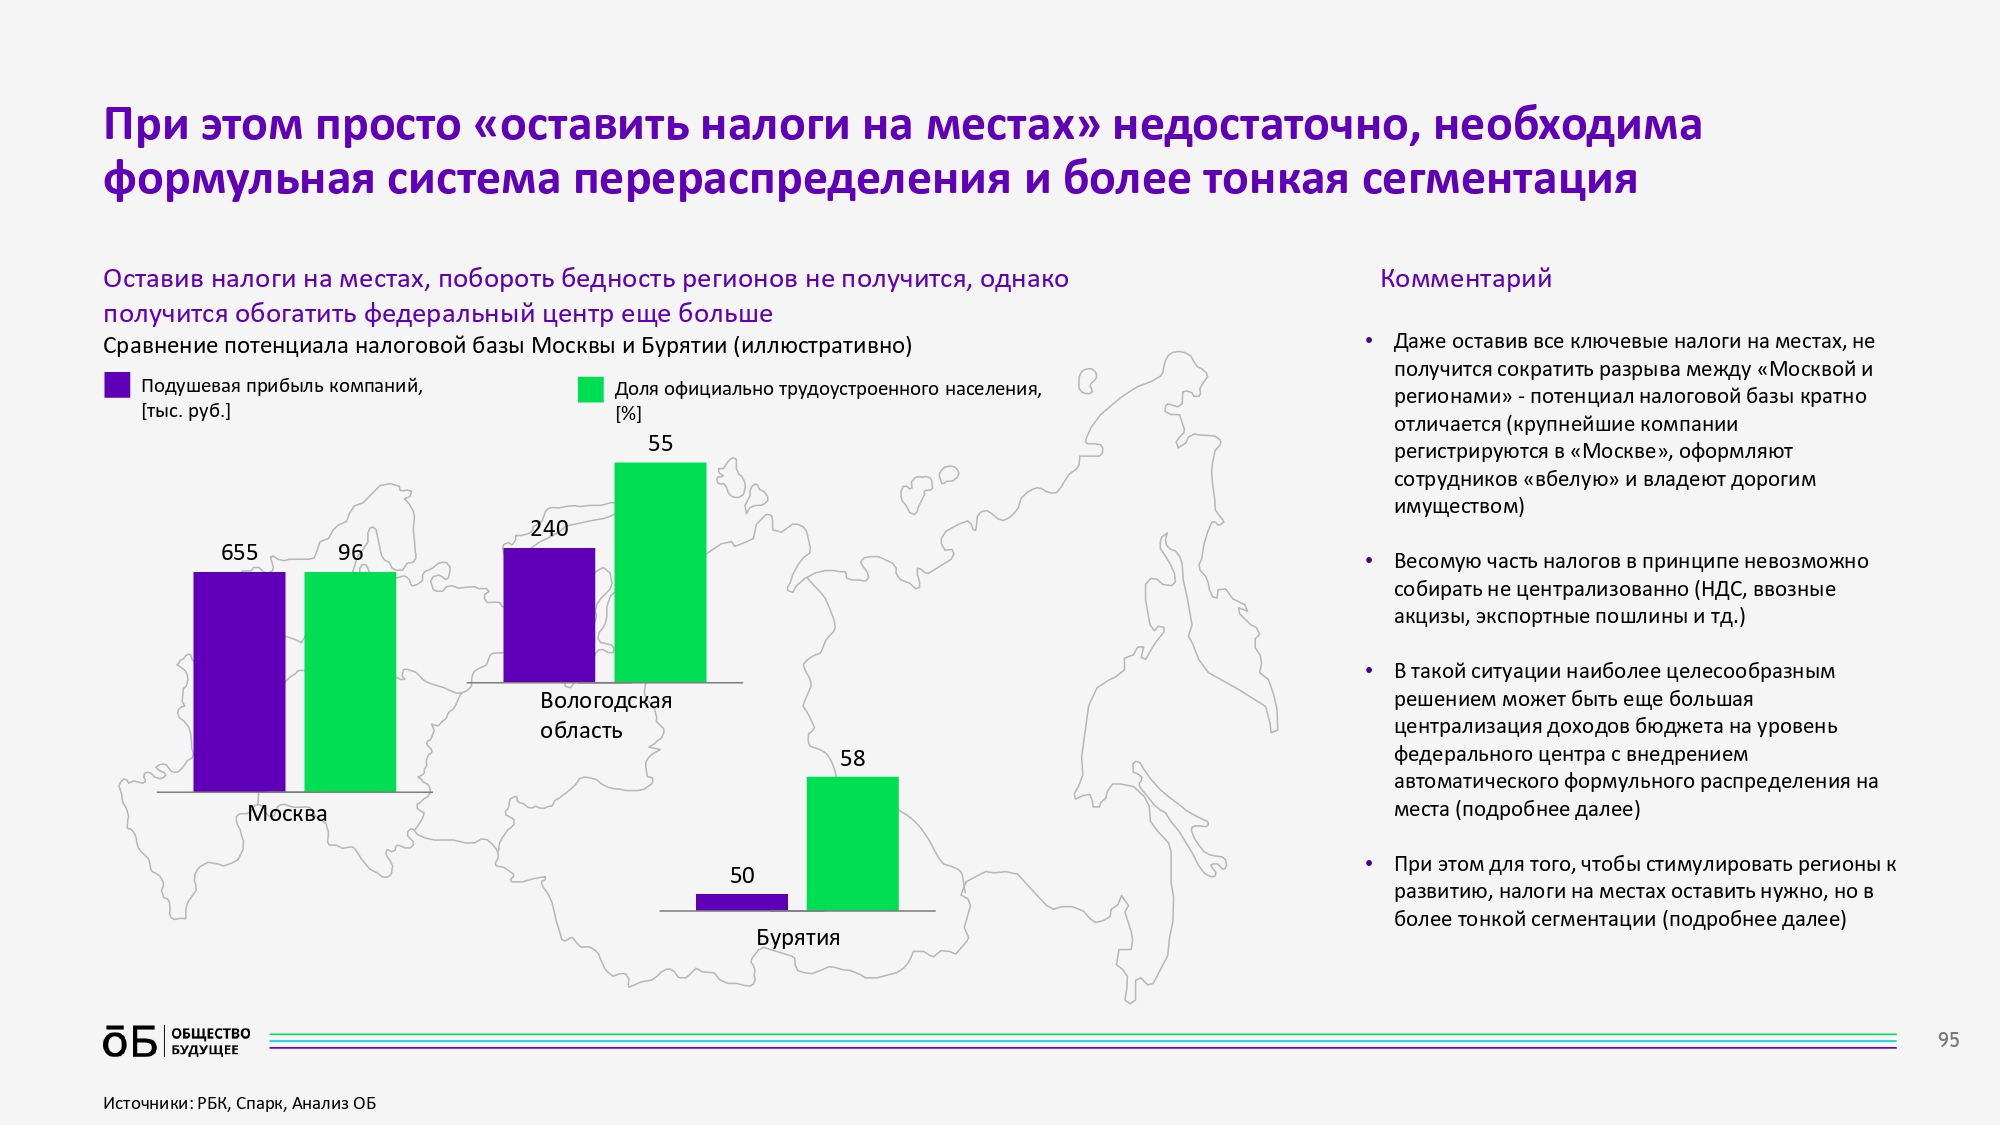 При этом просто «оставить налоги на местах» недостаточно, необходима
формульная система перераспределения и более тонкая сегментация
Оставив налоги на местах, побороть бедность регионов не получится, однако
получится обогатить федеральный центр еще больше
Сравнение потенциала налоговой базы Москвы и Бурятии (иллюстративно)
Подушевая прибыль компаний,
[тыс. руб.]
Доля официально трудоустроенного населения,
[%]
655
96
Москва
240
55
Вологодская
область
50
58
Бурятия
Комментарий
• Даже оставив все ключевые налоги на местах, не
получится сократить разрыва между «Москвой и
регионами» - потенциал налоговой базы кратно
отличается (крупнейшие компании
регистрируются в «Москве», оформляют
сотрудников «вбелую» и владеют дорогим
имуществом)
• Весомую часть налогов в принципе невозможно
собирать не централизованно (НДС, ввозные
акцизы, экспортные пошлины и тд.)
• В такой ситуации наиболее целесообразным
решением может быть еще большая
централизация доходов бюджета на уровень
федерального центра с внедрением
автоматического формульного распределения на
места (подробнее далее)
• При этом для того, чтобы стимулировать регионы к
развитию, налоги на местах оставить нужно, но в
более тонкой сегментации (подробнее далее)
ōБ
ОБЩЕСТВО
БУДУЩЕЕ
95
Источники: РБК, Спарк, Анализ ОБ